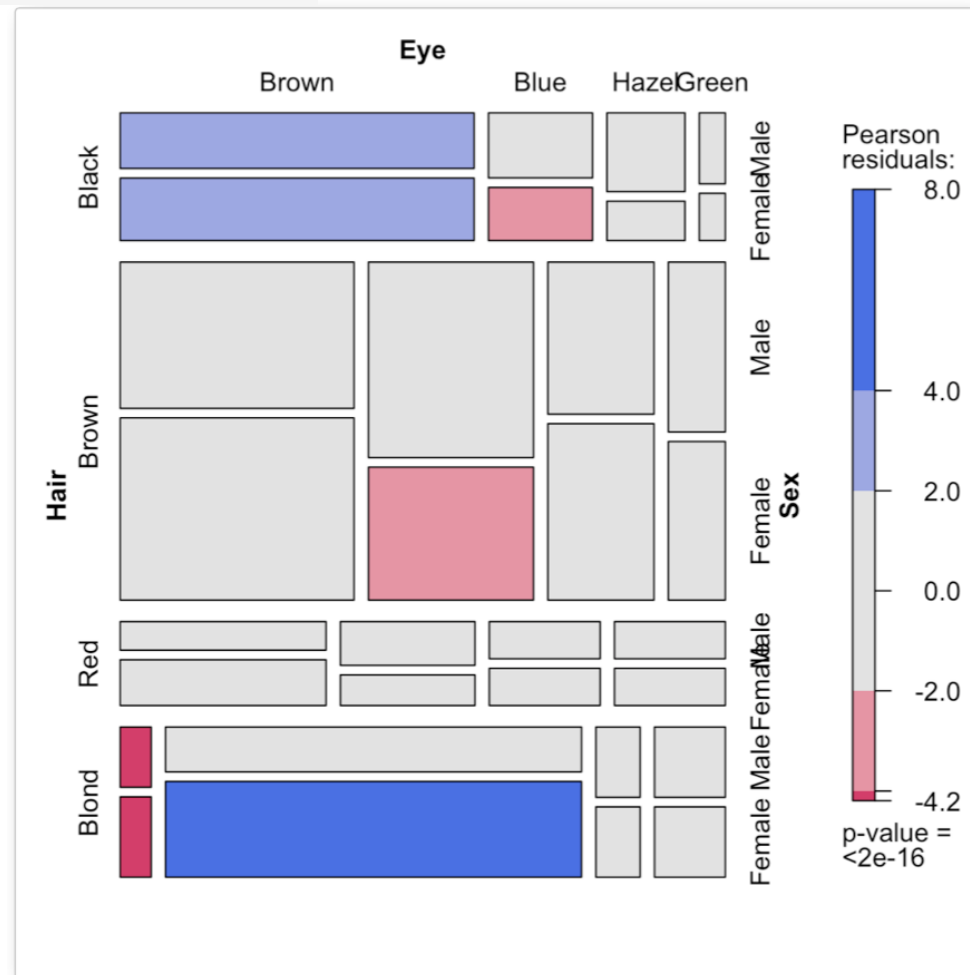 Eye
Brown Blue Hazel Green
Black
Male
Female
Pearson
residuals:
8.0
4.0
2.0
0.0
-2.0
-4.2
p-value =
<2e-16
Hair
Brown
Male
Female
Sex
Red
Male
Female
Blond
Male
Female